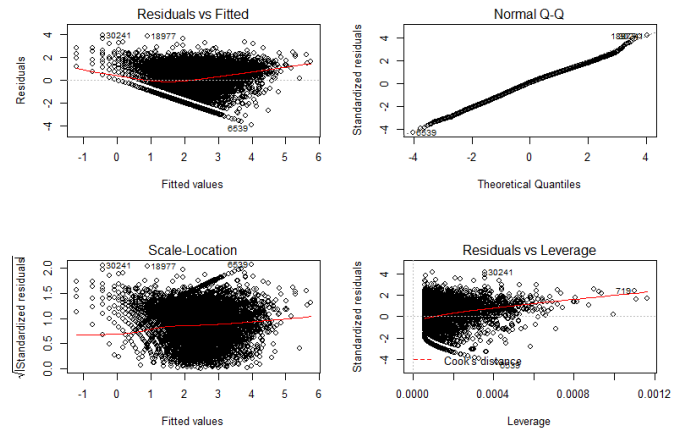 Residuals vs Fitted
Residuals
4
2
0
-2
-4
30241
18977
6539
-1 0 1 2 3 4 5 6
Fitted values
Normal Q-Q
Standardized residuals
4
2
0
-2
-4
6539
-4 -2 0 2 4
Theoretical Quantiles
Scale-Location
√|Standardized residuals|
2.0
1.5
1.0
0.5
0.0
30241
18977
6539
-1 0 1 2 3 4 5 6
Fitted values
Residuals vs Leverage
Standardized residuals
4
2
0
-2
-4
30241
719
Cook's distance
6539
0.0000 0.0004 0.0008 0.0012
Leverage